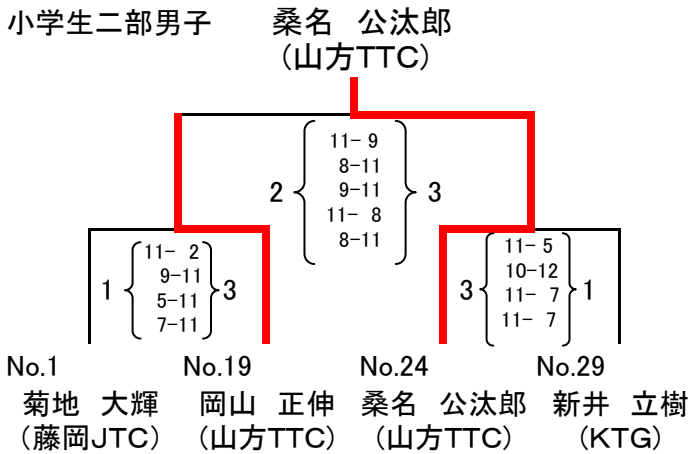 小学生二部男子 桑名 公汰郎
(山方TTC)
11- 9
8-11
2 9-11 3
11- 8
8-11
11- 2
9-11
1 5-11 3
7-11
11- 5
10-12
3 11- 7 1
11- 7
No.1 No.19 No.24 No.29
菊地 大輝 岡山 正伸 桑名 公汰郎 新井 立樹
(藤岡JTC) (山方TTC) (山方TTC) (KTG)